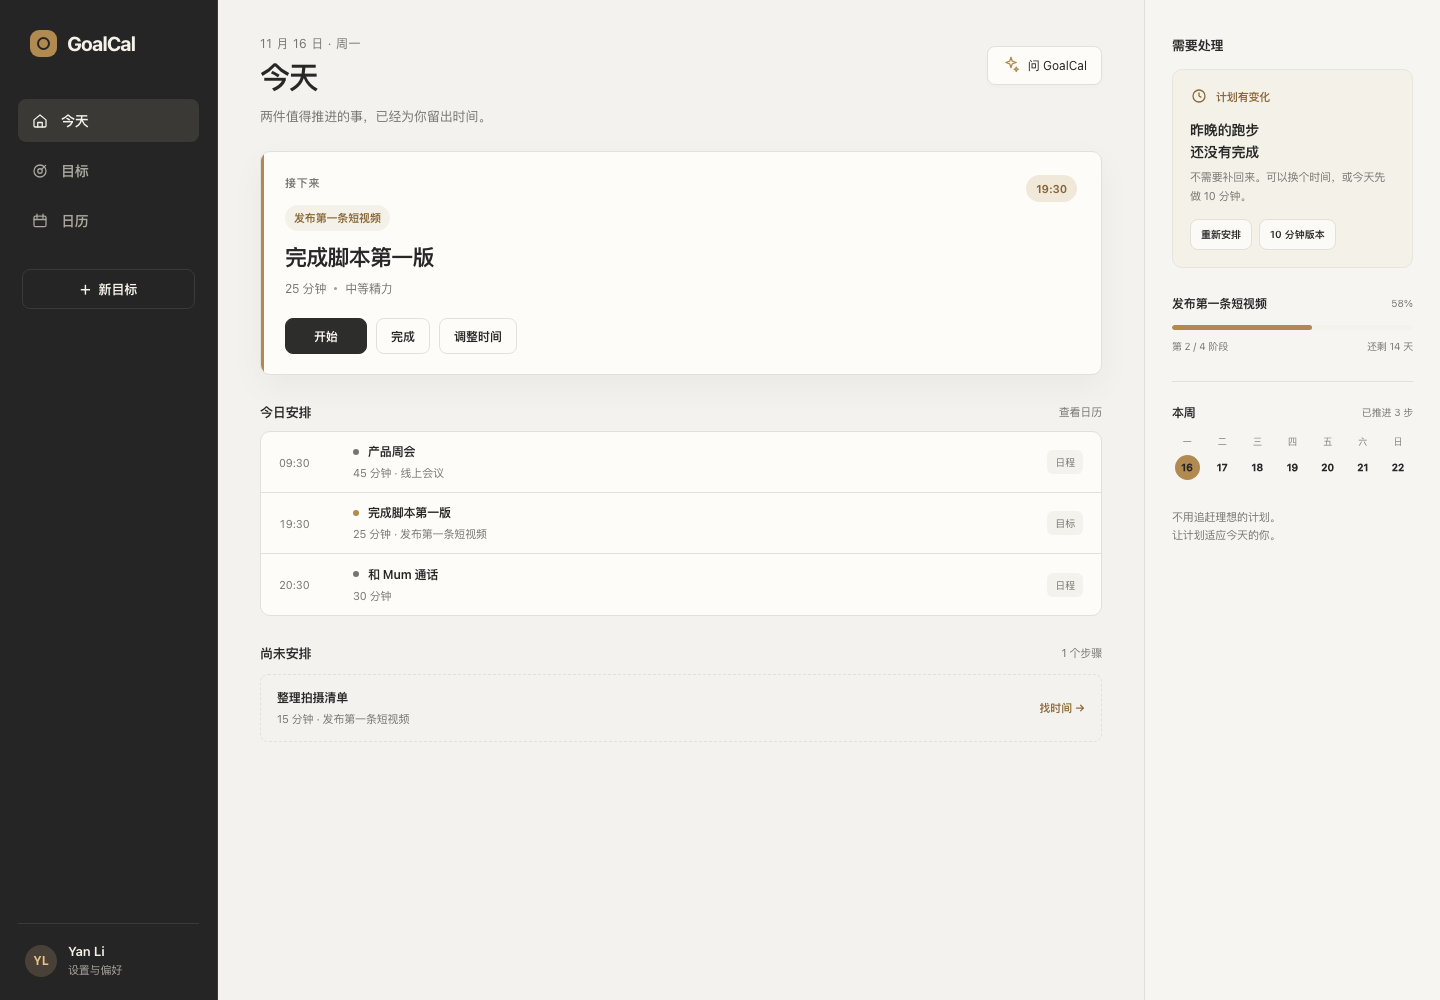 GoalCal
今天
目标
日历
+ 新目标
YL
Yan Li
设置与偏好
11 月 16 日 · 周一
今天
两件值得推进的事，已经为你留出时间。
问 GoalCal
接下来
19:30
发布第一条短视频
完成脚本第一版
25 分钟 • 中等精力
开始
完成
调整时间
今日安排
查看日历
09:30
产品周会
45 分钟 · 线上会议
日程
19:30
完成脚本第一版
25 分钟 · 发布第一条短视频
目标
20:30
和 Mum 通话
30 分钟
日程
尚未安排
1 个步骤
整理拍摄清单
15 分钟 · 发布第一条短视频
找时间 →
需要处理
计划有变化
昨晚的跑步
还没有完成
不需要补回来。可以换个时间，或今天先
做 10 分钟。
重新安排
10 分钟版本
发布第一条短视频
58%
第 2 / 4 阶段
还剩 14 天
本周
已推进 3 步
一 二 三 四 五 六 日
16 17 18 19 20 21 22
不用追赶理想的计划。
让计划适应今天的你。